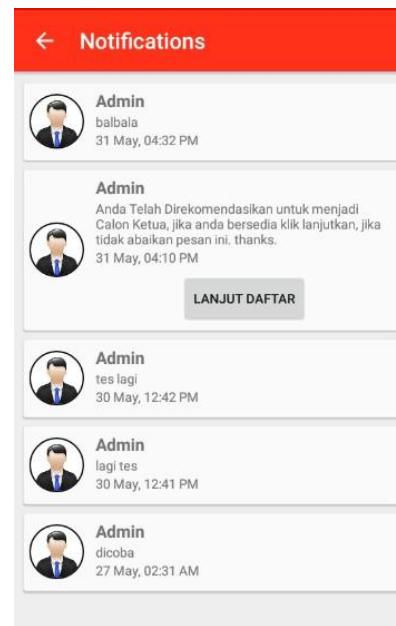 Notifications
Admin
balbala
31 May, 04:32 PM
Admin
Anda Telah Direkomendasikan untuk menjadi
Calon Ketua, jika anda bersedia klik lanjutkan, jika
tidak abaikan pesan ini. thanks.
31 May, 04:10 PM
LANJUT DAFTAR
Admin
tes lagi
30 May, 12:42 PM
Admin
lagi tes
30 May, 12:41 PM
Admin
dicoba
27 May, 02:31 AM